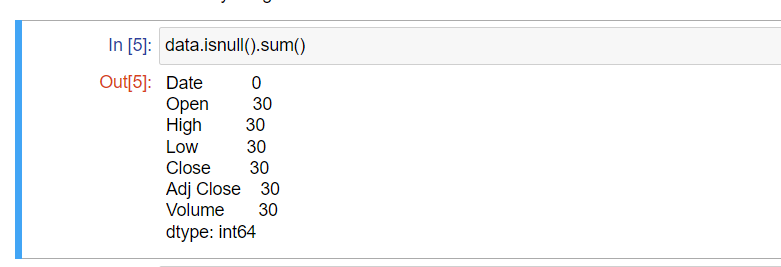 In [5]: data.isnull().sum()
Out[5]: Date 0
Open 30
High 30
Low 30
Close 30
Adj Close 30
Volume 30
dtype: int64